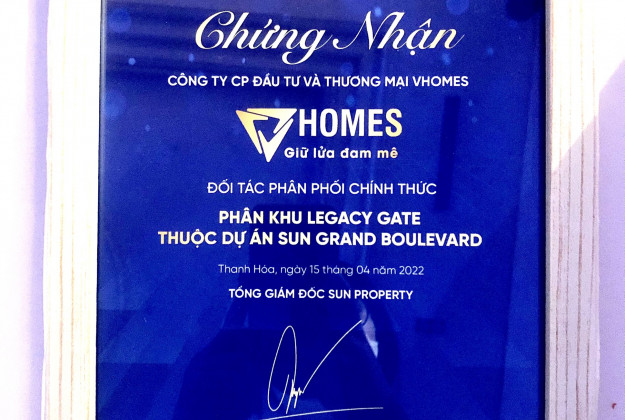 Chứng Nhận
CÔNG TY CP ĐẦU TƯ VÀ THƯƠNG MẠI VHOMES
VHOMES
Giữ lửa đam mê
ĐỐI TÁC PHÂN PHỐI CHÍNH THỨC
PHÂN KHU LEGACY GATE
THUỘC DỰ ÁN SUN GRAND BOULEVARD
Thanh Hóa, ngày 15 tháng 04 năm 2022
TỔNG GIÁM ĐỐC SUN PROPERTY